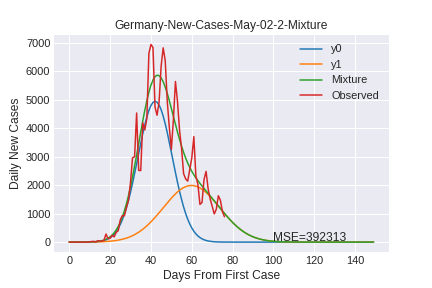 Germany-New-Cases-May-02-2-Mixture
Daily New Cases
7000
6000
5000
4000
3000
2000
1000
0
y0
y1
Mixture
Observed
MSE=392313
0 20 40 60 80 100 120 140
Days From First Case